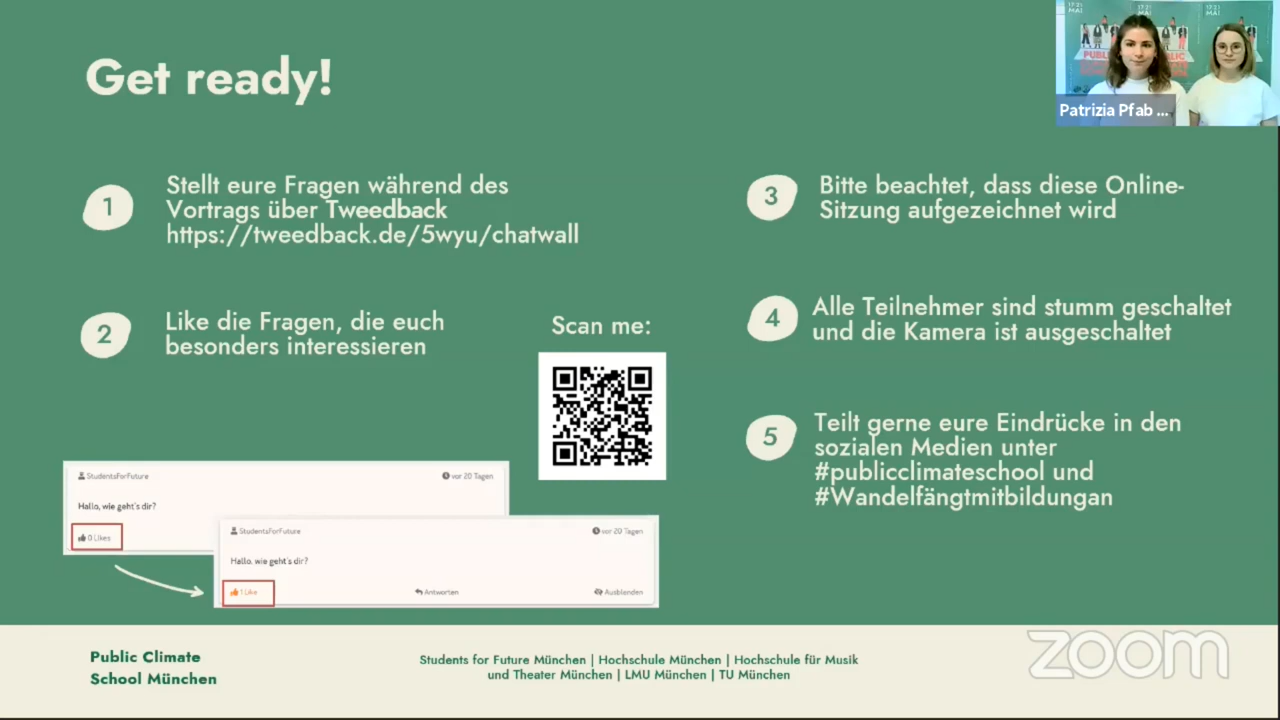 Get ready!
1
Stellt eure Fragen während des
Vortrags über Tweedback
https://tweedback.de/5wyu/chatwall
2
Like die Fragen, die euch
besonders interessieren
Scan me:
StudentsForFuture
vor 20 Tagen
Hallo, wie geht's dir?
0 Likes
StudentsForFuture
vor 20 Tagen
Hallo, wie geht's dir?
1 Like
Antworten
Ausblenden
3
Bitte beachtet, dass diese Online-
Sitzung aufgezeichnet wird
4
Alle Teilnehmer sind stumm geschaltet
und die Kamera ist ausgeschaltet
5
Teilt gerne eure Eindrücke in den
sozialen Medien unter
#publicclimateschool und
#Wandelfängtmitbildungan
Patrizia Pfab ...
Public Climate
School München
Students for Future München | Hochschule München | Hochschule für Musik
und Theater München | LMU München | TU München
zoom